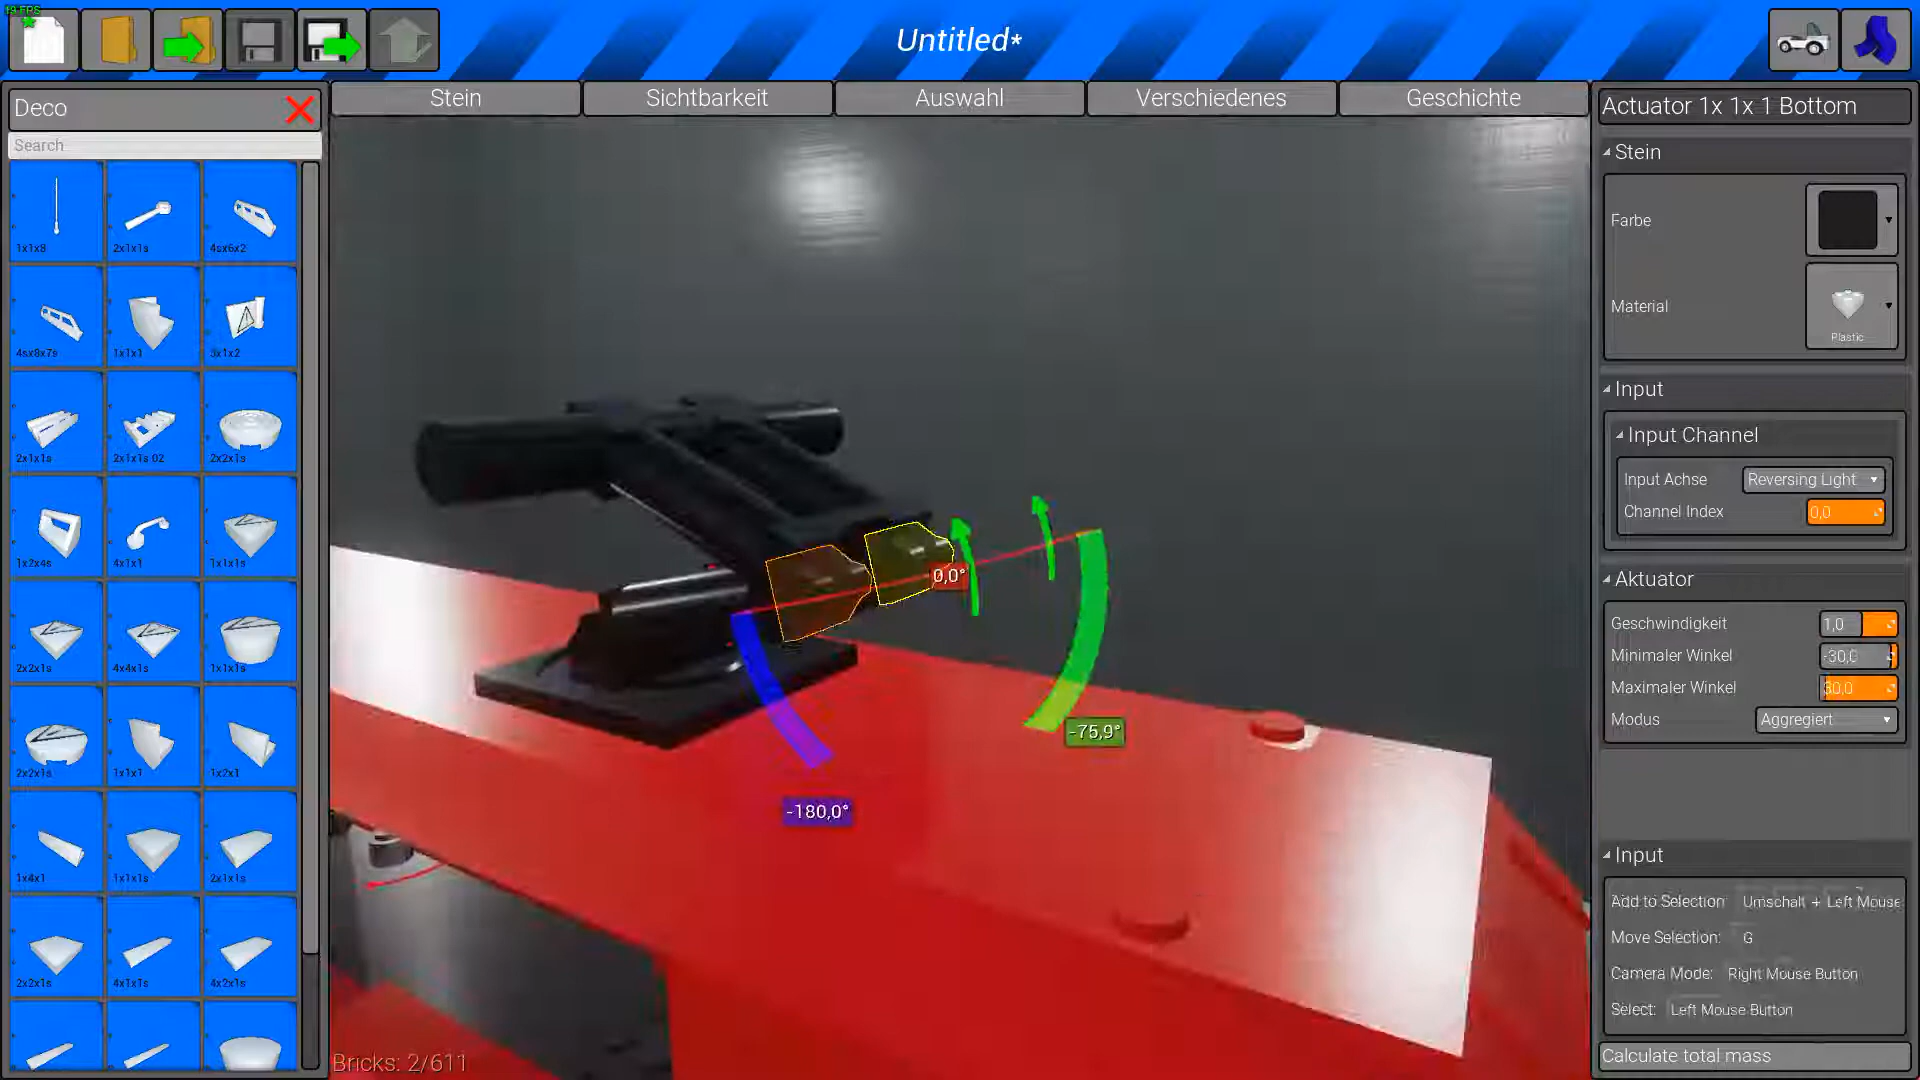 19 FPS
Untitled*
Deco
Search
1x1x8
2x1x1s
4sx6x2
4sx8x7s
1x1x1
3x1x2
2x1x1s
2x1x1s 02
2x2x1s
1x2x4s
4x1x1
1x1x1s
2x2x1s
4x4x1s
1x1x1s
2x2x1s
1x1x1
1x2x1
1x4x1
1x1x1s
2x1x1s
2x2x1s
4x1x1s
4x2x1s
Stein
Sichtbarkeit
Auswahl
Verschiedenes
Geschichte
0,0°
-75,9°
-180,0°
Bricks: 2/611
Actuator 1x 1x 1 Bottom
Stein
Farbe
Material
Plastic
Input
Input Channel
Input Achse Reversing Light
Channel Index 0,0
Aktuator
Geschwindigkeit 1,0
Minimaler Winkel -30,0
Maximaler Winkel 30,0
Modus Aggregiert
Input
Add to Selection Umschalt + Left Mouse
Move Selection: G
Camera Mode: Right Mouse Button
Select: Left Mouse Button
Calculate total mass